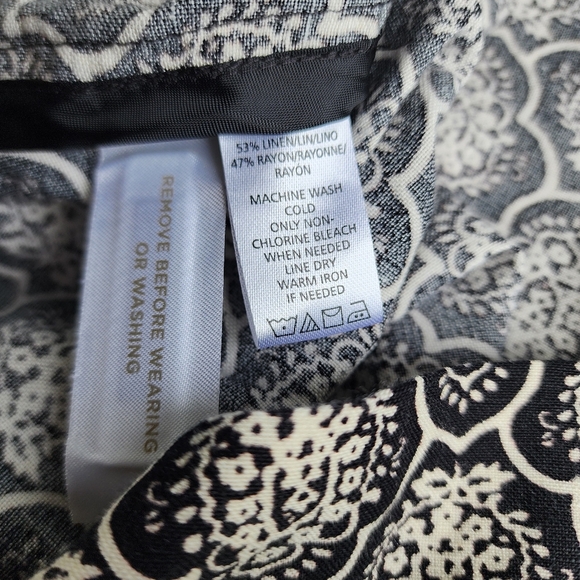 53% LINEN/LIN/LINO
47% RAYON/RAYONNE/
RAYON
MACHINE WASH
COLD
ONLY NON-
CHLORINE BLEACH
WHEN NEEDED
LINE DRY
WARM IRON
IF NEEDED
REMOVE BEFORE WEARING
OR WASHING